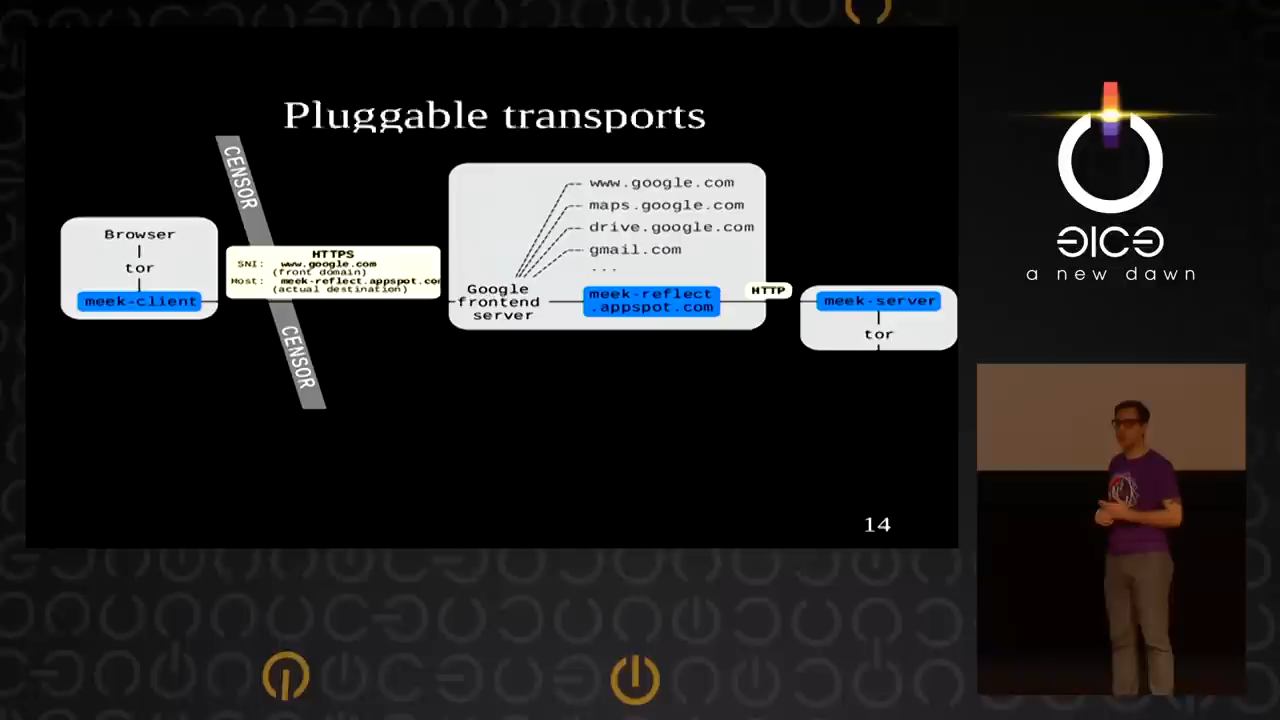 Pluggable transports
CENSOR
Browser
tor
meek-client
HTTPS
SNI: www.google.com
(front domain)
Host: meek-reflect.appspot.com
(actual destination)
CENSOR
www.google.com
maps.google.com
drive.google.com
gmail.com
...
Google
frontend
server
meek-reflect
.appspot.com
HTTP
meek-server
tor
14
a new dawn